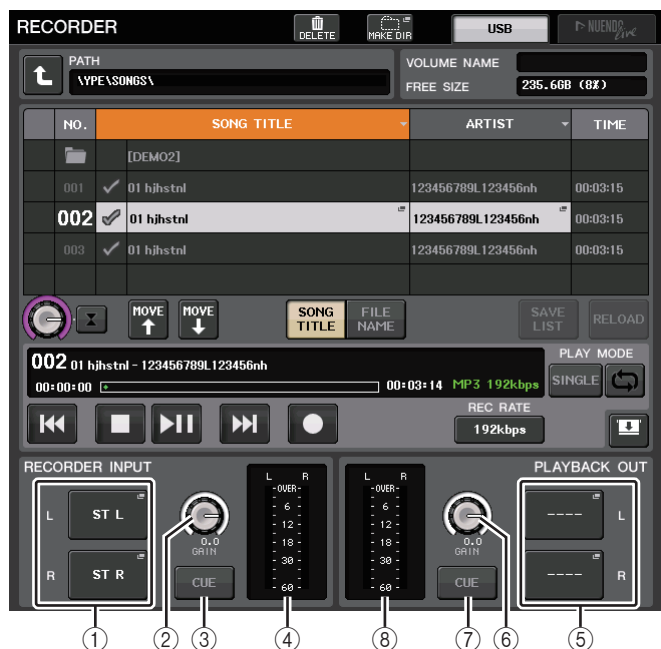 RECORDER
DELETE
MAKE DIR
USB
NUENDO Live
PATH
\YPE\SONGS\
VOLUME NAME
FREE SIZE
235.6GB (8%)
NO.
SONG TITLE
ARTIST
TIME
[DEMO2]
001 01 hjhstnl 123456789L123456nh 00:03:15
002 01 hjhstnl 123456789L123456nh 00:03:15
003 01 hjhstnl 123456789L123456nh 00:03:15
MOVE
MOVE
SONG TITLE
FILE NAME
SAVE LIST
RELOAD
002 01 hjhstnl - 123456789L123456nh
PLAY MODE
00:00:00
00:03:14
MP3 192kbps
SINGLE
REC RATE
192kbps
RECORDER INPUT
PLAYBACK OUT
L
ST L
R
ST R
0.0
GAIN
CUE
L R
-OVER-
6
12
18
30
60
L R
-OVER-
6
12
18
30
60
0.0
GAIN
CUE
----
L
----
R
① ② ③ ④ ⑧ ⑦ ⑥ ⑤